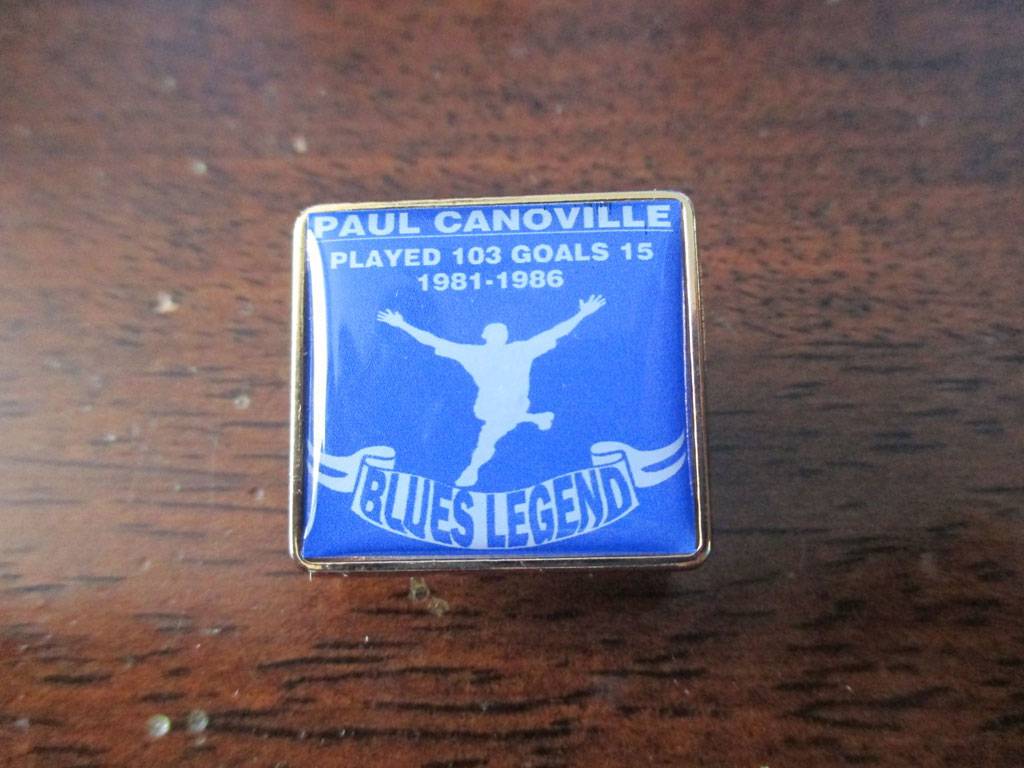 PAUL CANOVILLE
PLAYED 103 GOALS 15
1981-1986
BLUES LEGEND